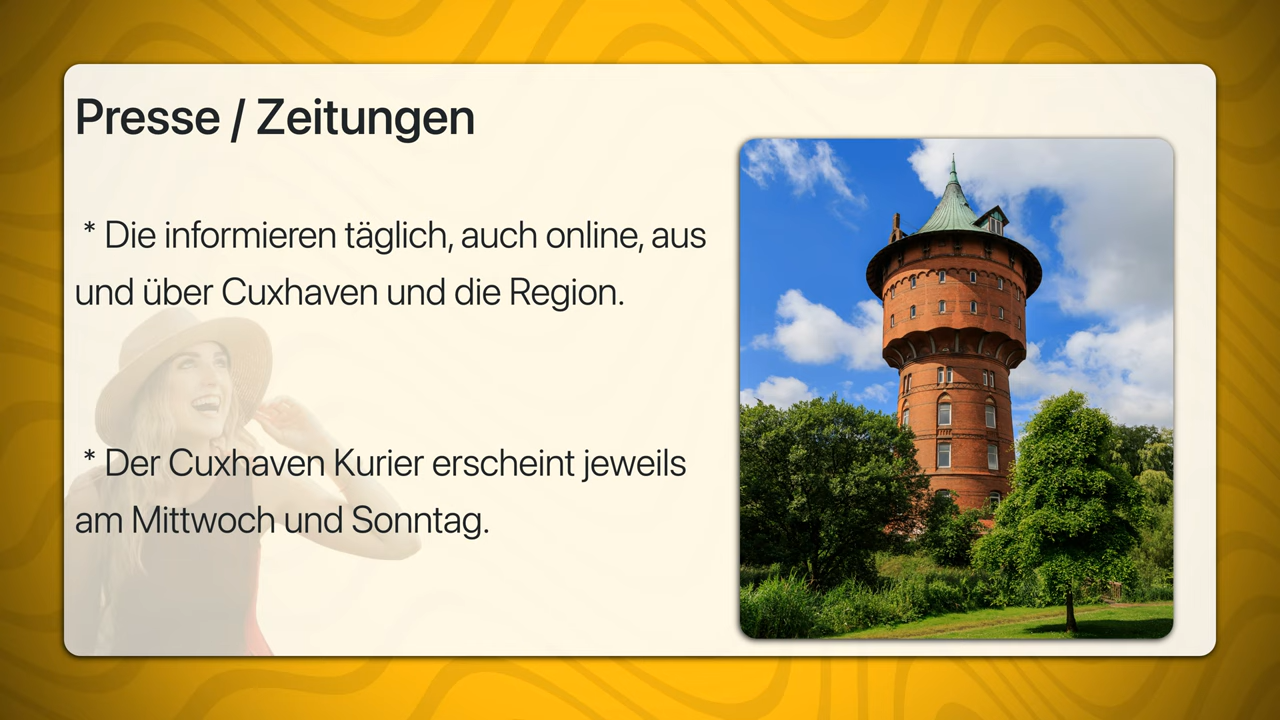 Presse / Zeitungen
* Die informieren täglich, auch online, aus
und über Cuxhaven und die Region.
* Der Cuxhaven Kurier erscheint jeweils
am Mittwoch und Sonntag.